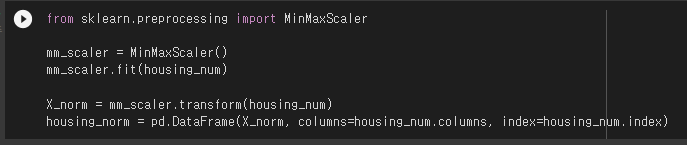 from sklearn.preprocessing import MinMaxScaler
mm_scaler = MinMaxScaler()
mm_scaler.fit(housing_num)
X_norm = mm_scaler.transform(housing_num)
housing_norm = pd.DataFrame(X_norm, columns=housing_num.columns, index=housing_num.index)